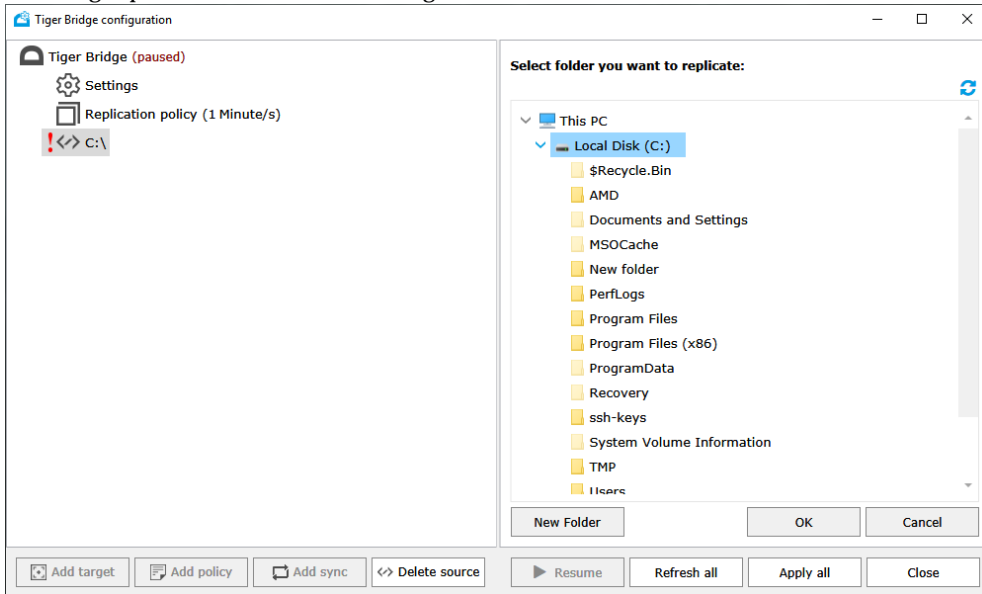 Tiger Bridge configuration
Tiger Bridge (paused)
Settings
Replication policy (1 Minute/s)
! C:\
Select folder you want to replicate:
This PC
Local Disk (C:)
$Recycle.Bin
AMD
Documents and Settings
MSOCache
New folder
PerfLogs
Program Files
Program Files (x86)
ProgramData
Recovery
ssh-keys
System Volume Information
TMP
Users
New Folder
OK
Cancel
Add target
Add policy
Add sync
Delete source
Resume
Refresh all
Apply all
Close